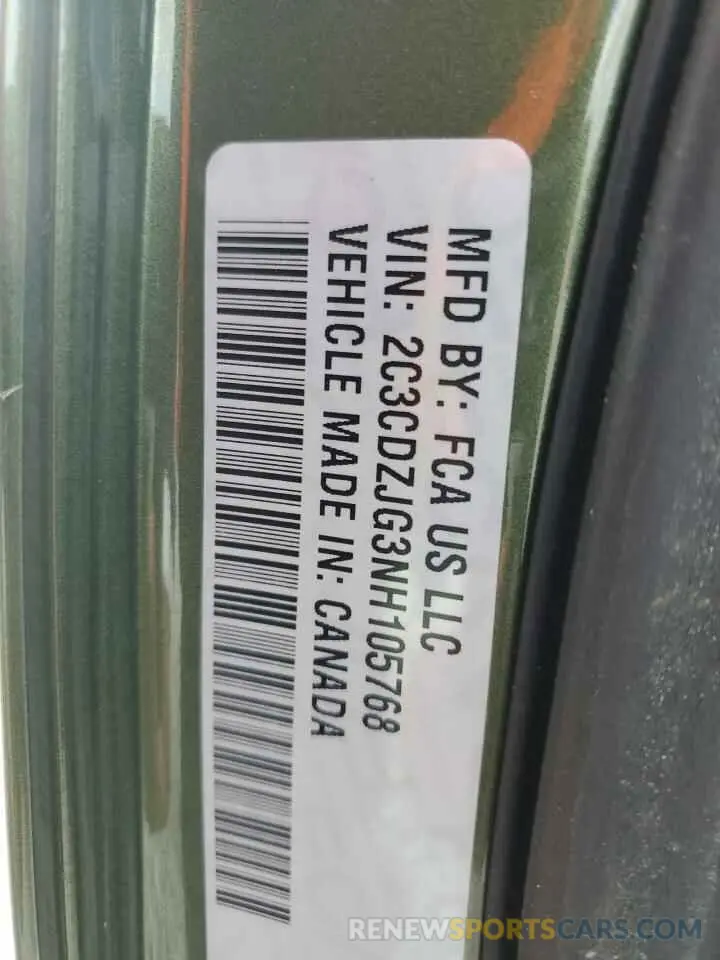 MFD BY: FCA US LLC
VIN: 2C3CDZJG3NH105768
VEHICLE MADE IN: CANADA
RENEWSPORTSCARS.COM